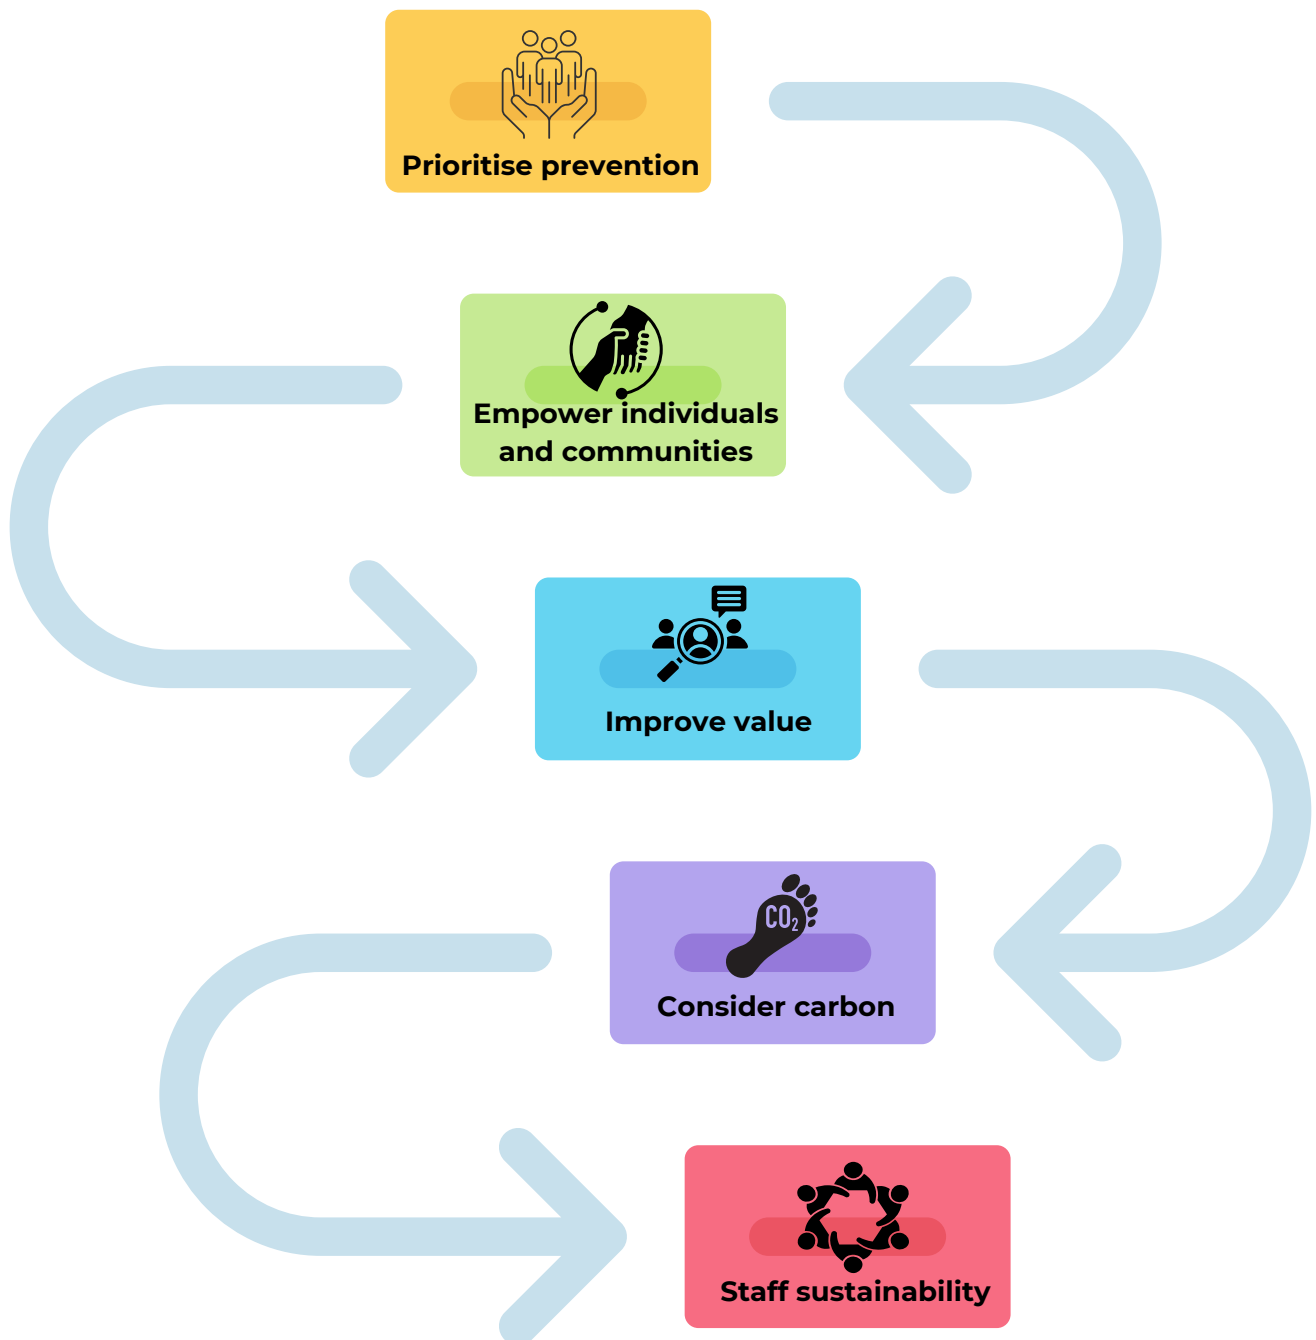 Prioritise prevention
Empower individuals
and communities
Improve value
CO₂
Consider carbon
Staff sustainability